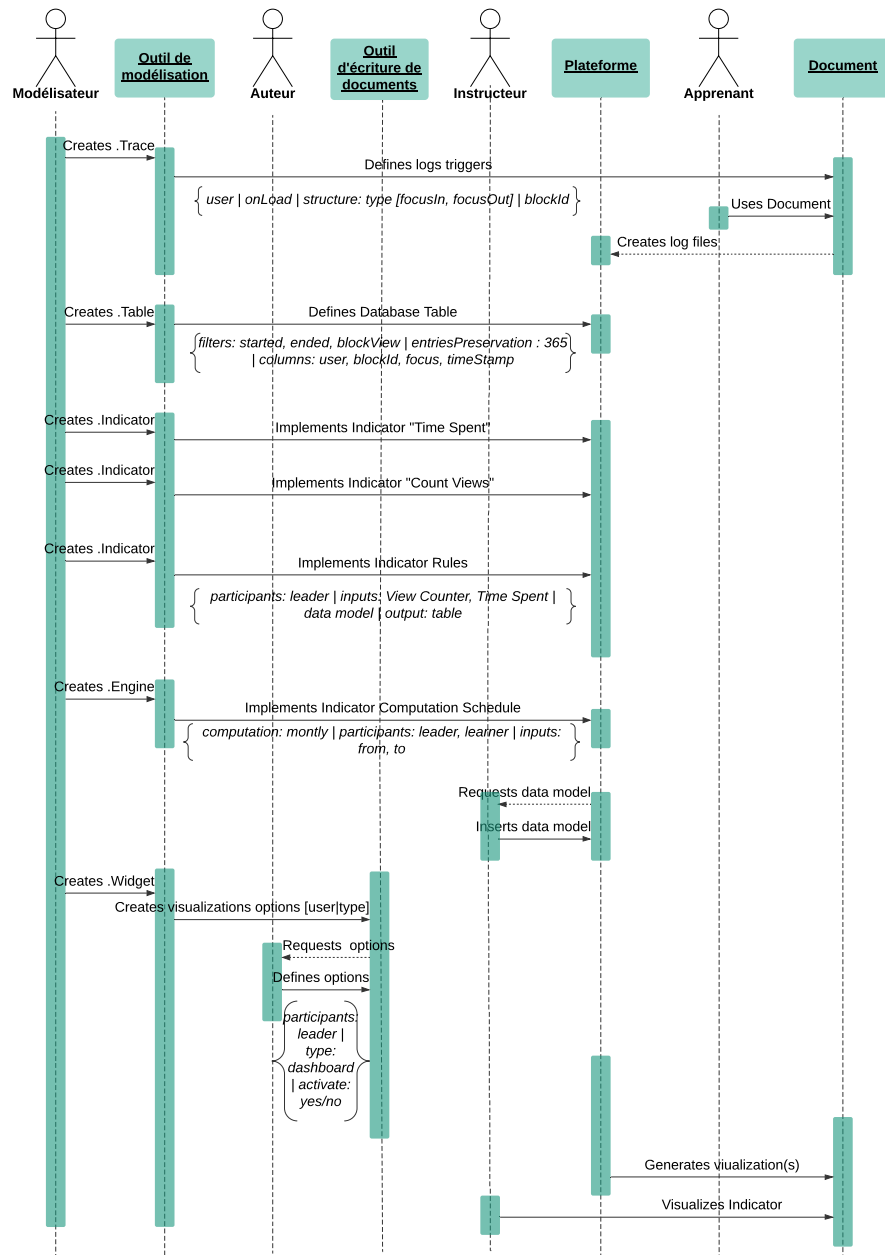 Modélisateur
Outil de
modélisation
Auteur
Outil
d'écriture de
documents
Instructeur
Plateforme
Apprenant
Document
Creates .Trace
Defines logs triggers
user | onLoad | structure: type [focusIn, focusOut] | blockId
Uses Document
Creates log files
Creates .Table
Defines Database Table
filters: started, ended, blockView | entriesPreservation : 365
| columns: user, blockId, focus, timeStamp
Creates .Indicator
Implements Indicator "Time Spent"
Creates .Indicator
Implements Indicator "Count Views"
Creates .Indicator
Implements Indicator Rules
participants: leader | inputs: View Counter, Time Spent |
data model | output: table
Creates .Engine
Implements Indicator Computation Schedule
computation: montly | participants: leader, learner | inputs:
from, to
Requests data model
Inserts data model
Creates .Widget
Creates visualizations options [user|type]
Requests  options
Defines options
participants:
leader |
type:
dashboard
| activate:
yes/no
Generates viualization(s)
Visualizes Indicator